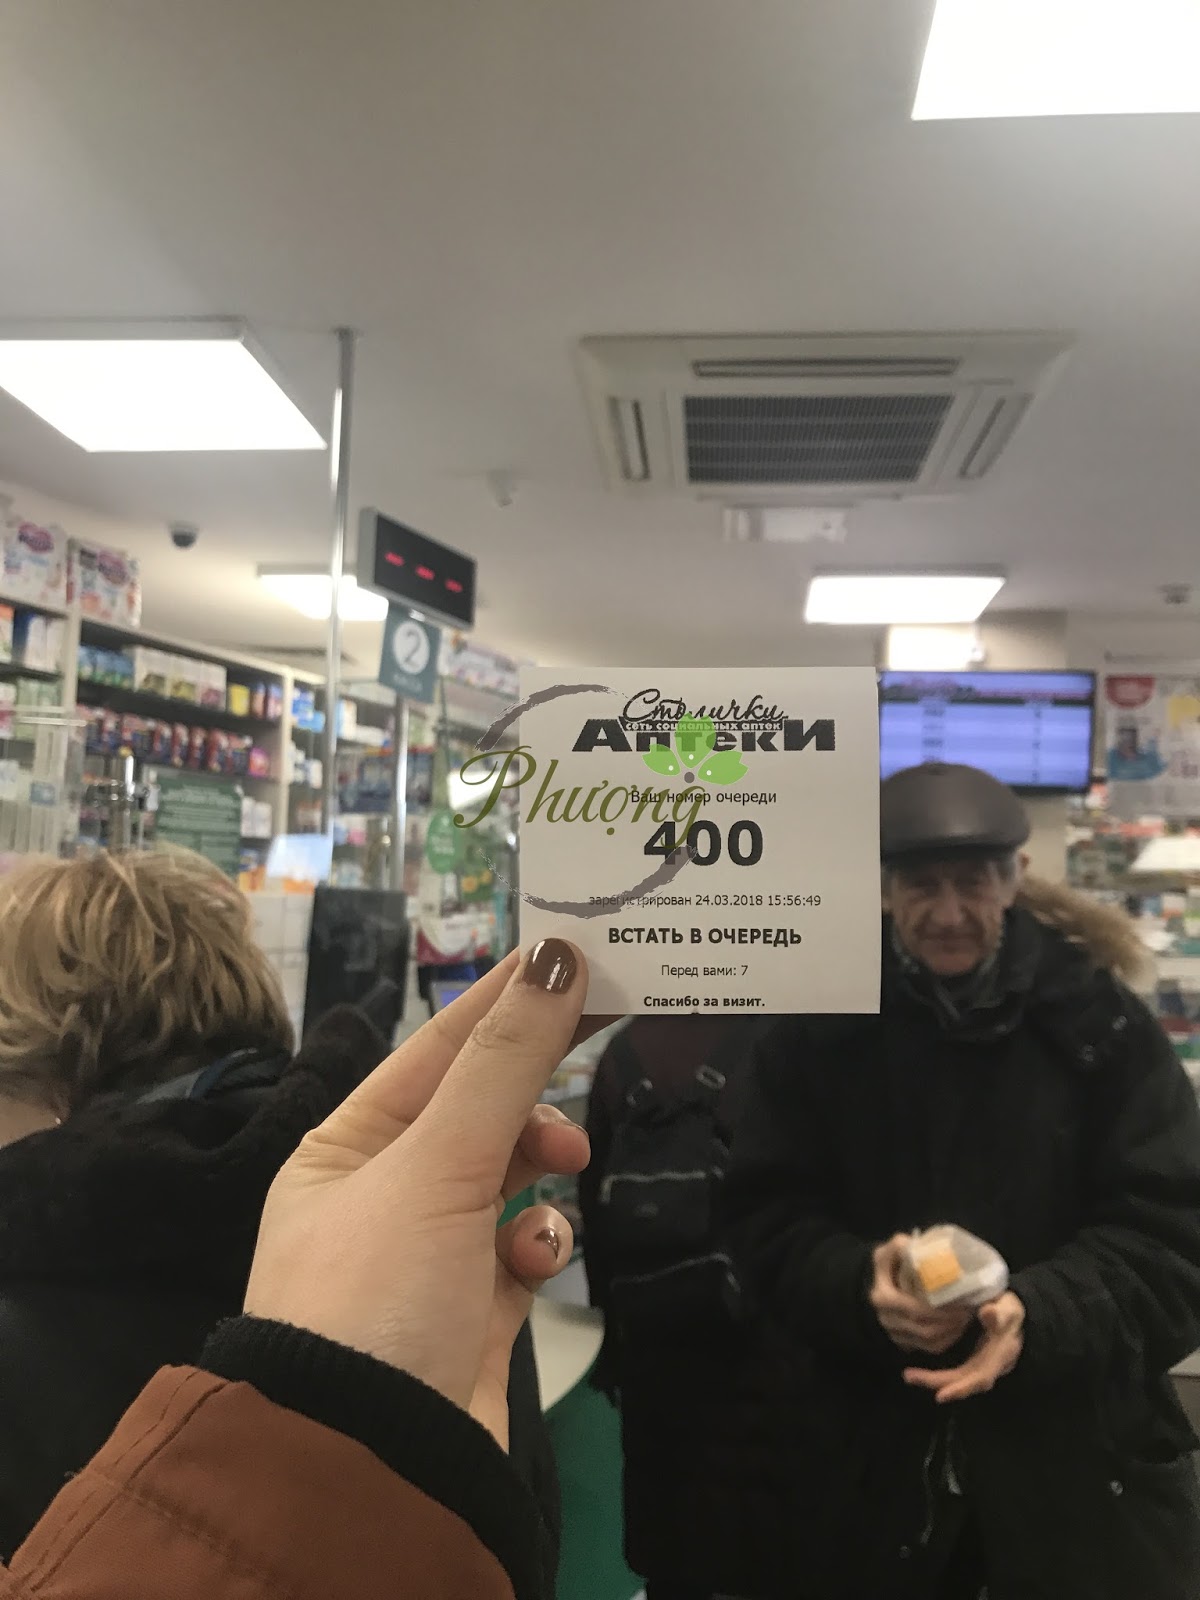 2
Столички
сеть социальных аптек
Аптеки
Phượng
Ваш номер очереди
400
зарегистрирован 24.03.2018 15:56:49
ВСТАТЬ В ОЧЕРЕДЬ
Перед вами: 7
Спасибо за визит.